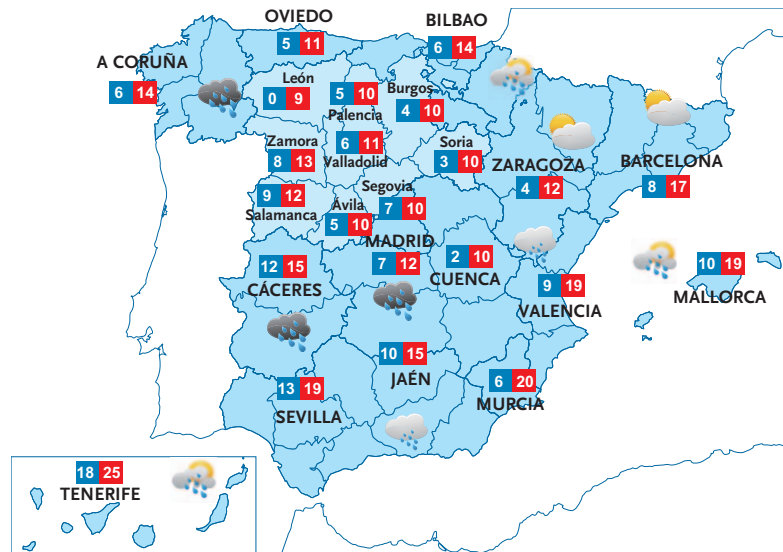 OVIEDO
5 11
BILBAO
6 14
A CORUÑA
6 14
León
0 9
5 10
Palencia
Burgos
4 10
Zamora
8 13
6 11
Valladolid
Soria
3 10
ZARAGOZA
4 12
BARCELONA
8 17
9 12
Salamanca
Ávila
5 10
Segovia
7 10
MADRID
7 12
2 10
CUENCA
12 15
CÁCERES
9 19
VALENCIA
10 19
MALLORCA
10 15
JAÉN
6 20
MURCIA
13 19
SEVILLA
18 25
TENERIFE